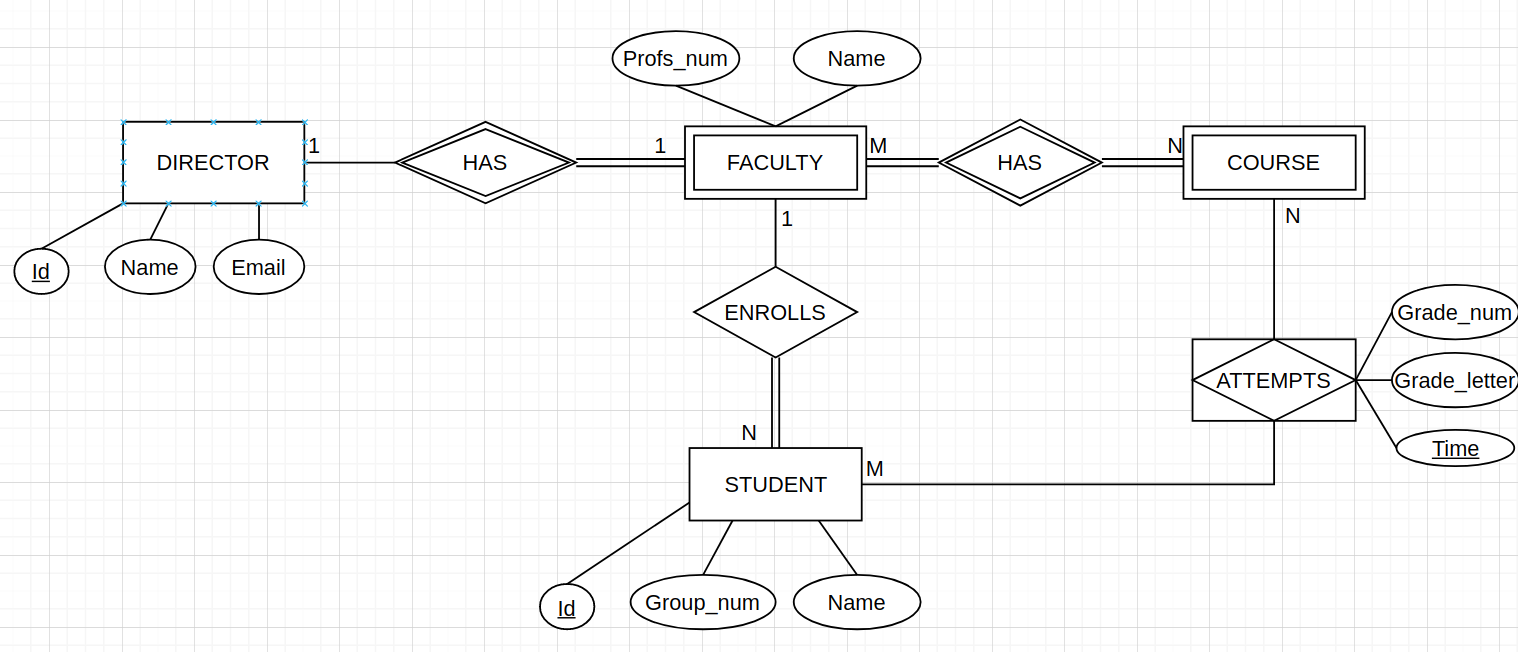 Profs_num
Name
DIRECTOR
1
HAS
1
FACULTY
M
HAS
N
COURSE
Id
Name
Email
1
N
ENROLLS
Grade_num
ATTEMPTS
Grade_letter
Time
N
STUDENT
M
Id
Group_num
Name